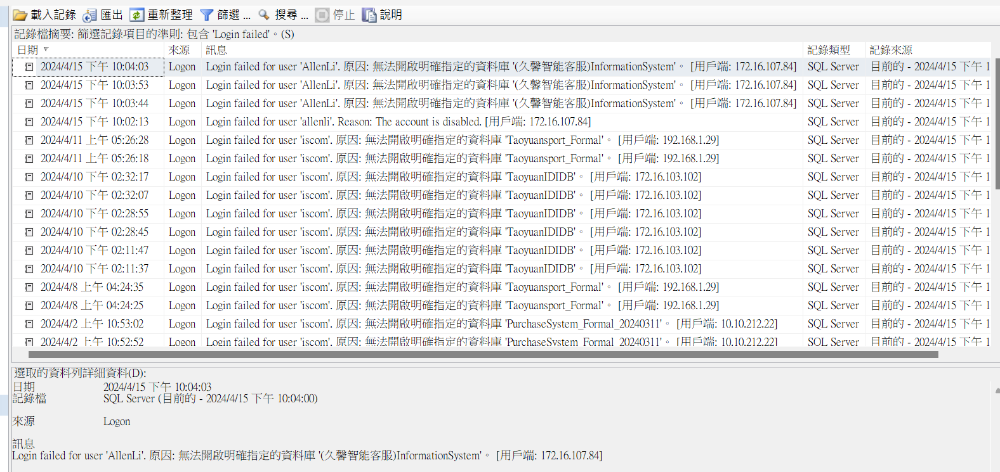 載入記錄 匯出 重新整理 篩選 ... 搜尋 ... 停止 說明
記錄檔摘要: 篩選記錄項目的準則: 包含 'Login failed'。(S)
日期 來源 訊息 記錄類型 記錄來源
2024/4/15 下午 10:04:03 Logon Login failed for user 'AllenLi'. 原因: 無法開啟明確指定的資料庫 '(久馨智能客服)InformationSystem'。 [用戶端: 172.16.107.84] SQL Server 目前的 - 2024/4/15 下午 1
2024/4/15 下午 10:03:53 Logon Login failed for user 'AllenLi'. 原因: 無法開啟明確指定的資料庫 '(久馨智能客服)InformationSystem'。 [用戶端: 172.16.107.84] SQL Server 目前的 - 2024/4/15 下午 1
2024/4/15 下午 10:03:44 Logon Login failed for user 'AllenLi'. 原因: 無法開啟明確指定的資料庫 '(久馨智能客服)InformationSystem'。 [用戶端: 172.16.107.84] SQL Server 目前的 - 2024/4/15 下午 1
2024/4/15 下午 10:02:13 Logon Login failed for user 'allenli'. Reason: The account is disabled. [用戶端: 172.16.107.84] SQL Server 目前的 - 2024/4/15 下午 1
2024/4/11 上午 05:26:28 Logon Login failed for user 'iscom'. 原因: 無法開啟明確指定的資料庫 'Taoyuansport_Formal'。 [用戶端: 192.168.1.29] SQL Server 目前的 - 2024/4/15 下午 1
2024/4/11 上午 05:26:18 Logon Login failed for user 'iscom'. 原因: 無法開啟明確指定的資料庫 'Taoyuansport_Formal'。 [用戶端: 192.168.1.29] SQL Server 目前的 - 2024/4/15 下午 1
2024/4/10 下午 02:32:17 Logon Login failed for user 'iscom'. 原因: 無法開啟明確指定的資料庫 'TaoyuanIDIDB'。 [用戶端: 172.16.103.102] SQL Server 目前的 - 2024/4/15 下午 1
2024/4/10 下午 02:32:07 Logon Login failed for user 'iscom'. 原因: 無法開啟明確指定的資料庫 'TaoyuanIDIDB'。 [用戶端: 172.16.103.102] SQL Server 目前的 - 2024/4/15 下午 1
2024/4/10 下午 02:28:55 Logon Login failed for user 'iscom'. 原因: 無法開啟明確指定的資料庫 'TaoyuanIDIDB'。 [用戶端: 172.16.103.102] SQL Server 目前的 - 2024/4/15 下午 1
2024/4/10 下午 02:28:45 Logon Login failed for user 'iscom'. 原因: 無法開啟明確指定的資料庫 'TaoyuanIDIDB'。 [用戶端: 172.16.103.102] SQL Server 目前的 - 2024/4/15 下午 1
2024/4/10 下午 02:11:47 Logon Login failed for user 'iscom'. 原因: 無法開啟明確指定的資料庫 'TaoyuanIDIDB'。 [用戶端: 172.16.103.102] SQL Server 目前的 - 2024/4/15 下午 1
2024/4/10 下午 02:11:37 Logon Login failed for user 'iscom'. 原因: 無法開啟明確指定的資料庫 'TaoyuanIDIDB'。 [用戶端: 172.16.103.102] SQL Server 目前的 - 2024/4/15 下午 1
2024/4/8 上午 04:24:35 Logon Login failed for user 'iscom'. 原因: 無法開啟明確指定的資料庫 'Taoyuansport_Formal'。 [用戶端: 192.168.1.29] SQL Server 目前的 - 2024/4/15 下午 1
2024/4/8 上午 04:24:25 Logon Login failed for user 'iscom'. 原因: 無法開啟明確指定的資料庫 'Taoyuansport_Formal'。 [用戶端: 192.168.1.29] SQL Server 目前的 - 2024/4/15 下午 1
2024/4/2 上午 10:53:02 Logon Login failed for user 'iscom'. 原因: 無法開啟明確指定的資料庫 'PurchaseSystem_Formal_20240311'。 [用戶端: 10.10.212.22] SQL Server 目前的 - 2024/4/15 下午 1
2024/4/2 上午 10:52:52 Logon Login failed for user 'iscom'. 原因: 無法開啟明確指定的資料庫 'PurchaseSystem_Formal_20240311'。 [用戶端: 10.10.212.22] SQL Server 目前的 - 2024/4/15 下午 1
選取的資料列詳細資料(D):
日期 2024/4/15 下午 10:04:03
記錄檔 SQL Server (目前的 - 2024/4/15 下午 10:04:00)
來源 Logon
訊息
Login failed for user 'AllenLi'. 原因: 無法開啟明確指定的資料庫 '(久馨智能客服)InformationSystem'。 [用戶端: 172.16.107.84]